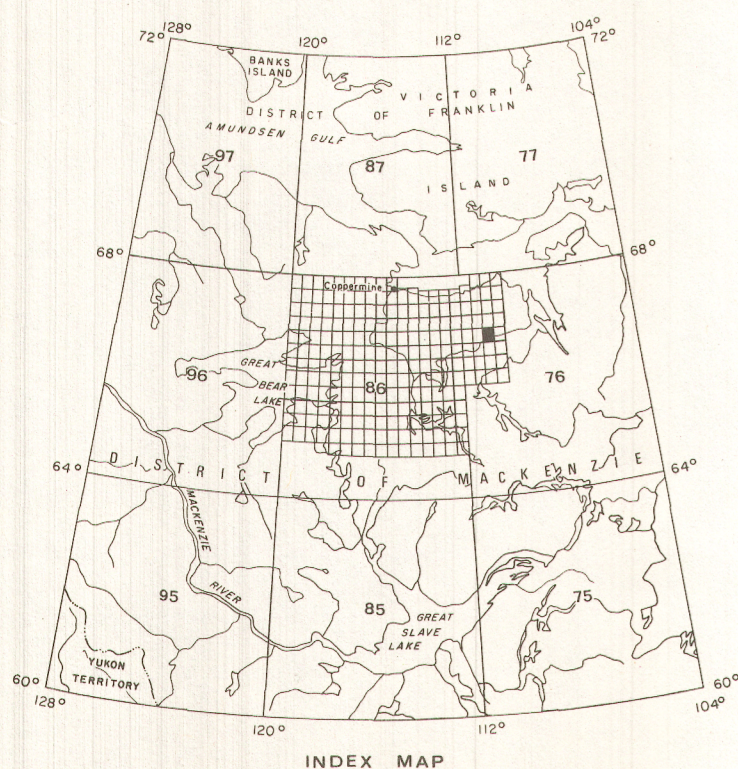 128°
72°
120°
112°
104°
72°
BANKS
ISLAND
VICTORIA
DISTRICT OF FRANKLIN
AMUNDSEN GULF
97
87
77
ISLAND
68°
68°
Coppermine
GREAT
BEAR
LAKE
96
86
76
DISTRICT OF MACKENZIE
64°
64°
MACKENZIE
RIVER
95
85
75
GREAT
SLAVE
LAKE
YUKON
TERRITORY
60°
128°
60°
104°
120°
112°
INDEX MAP